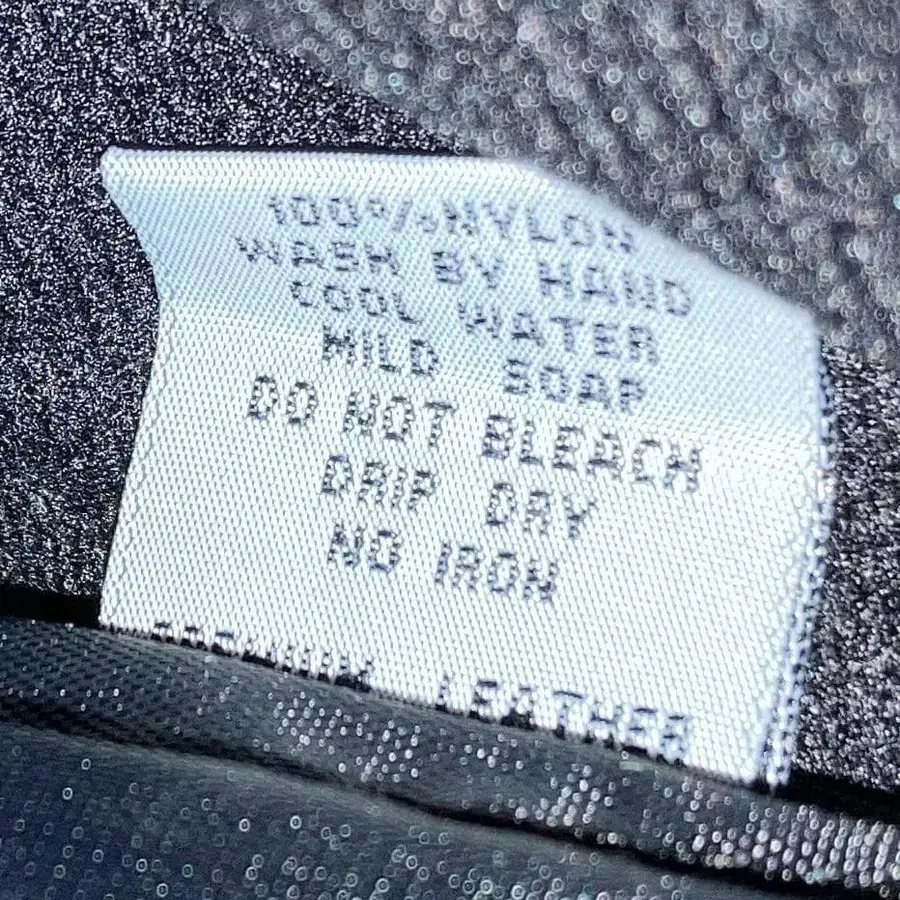 100%NYLON
WASH BY HAND
COOL WATER
MILD SOAP
DO NOT BLEACH
DRIP DRY
NO IRON
LEATHER